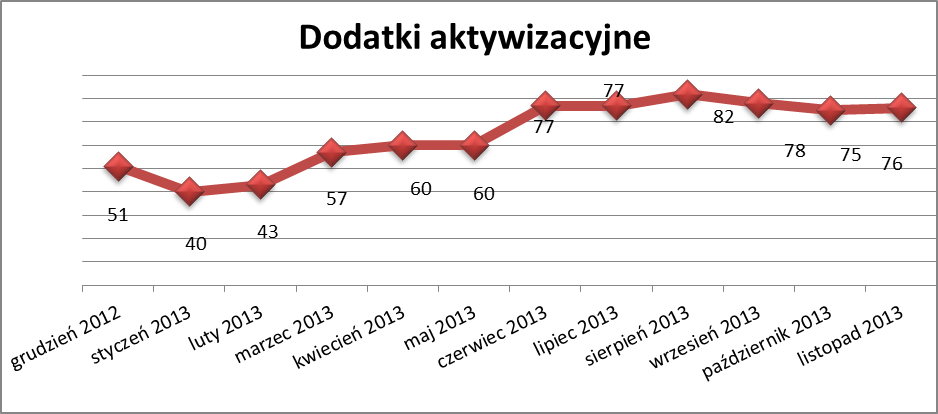 Dodatki aktywizacyjne
51
40
43
57
60
60
77
77
82
78
75
76
grudzień 2012
styczeń 2013
luty 2013
marzec 2013
kwiecień 2013
maj 2013
czerwiec 2013
lipiec 2013
sierpień 2013
wrzesień 2013
październik 2013
listopad 2013